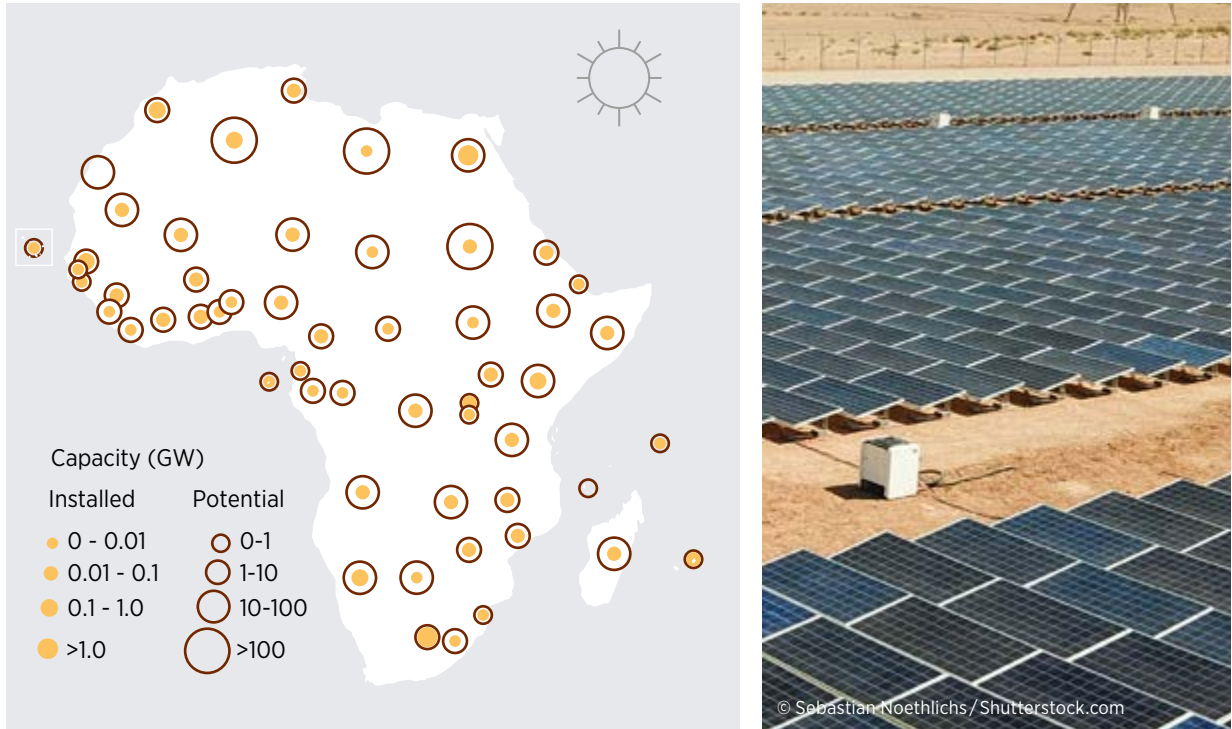 Capacity (GW)
Installed
Potential
0 - 0.01
0-1
0.01 - 0.1
1-10
0.1 - 1.0
10-100
>1.0
>100
© Sebastian Noethlichs / Shutterstock.com